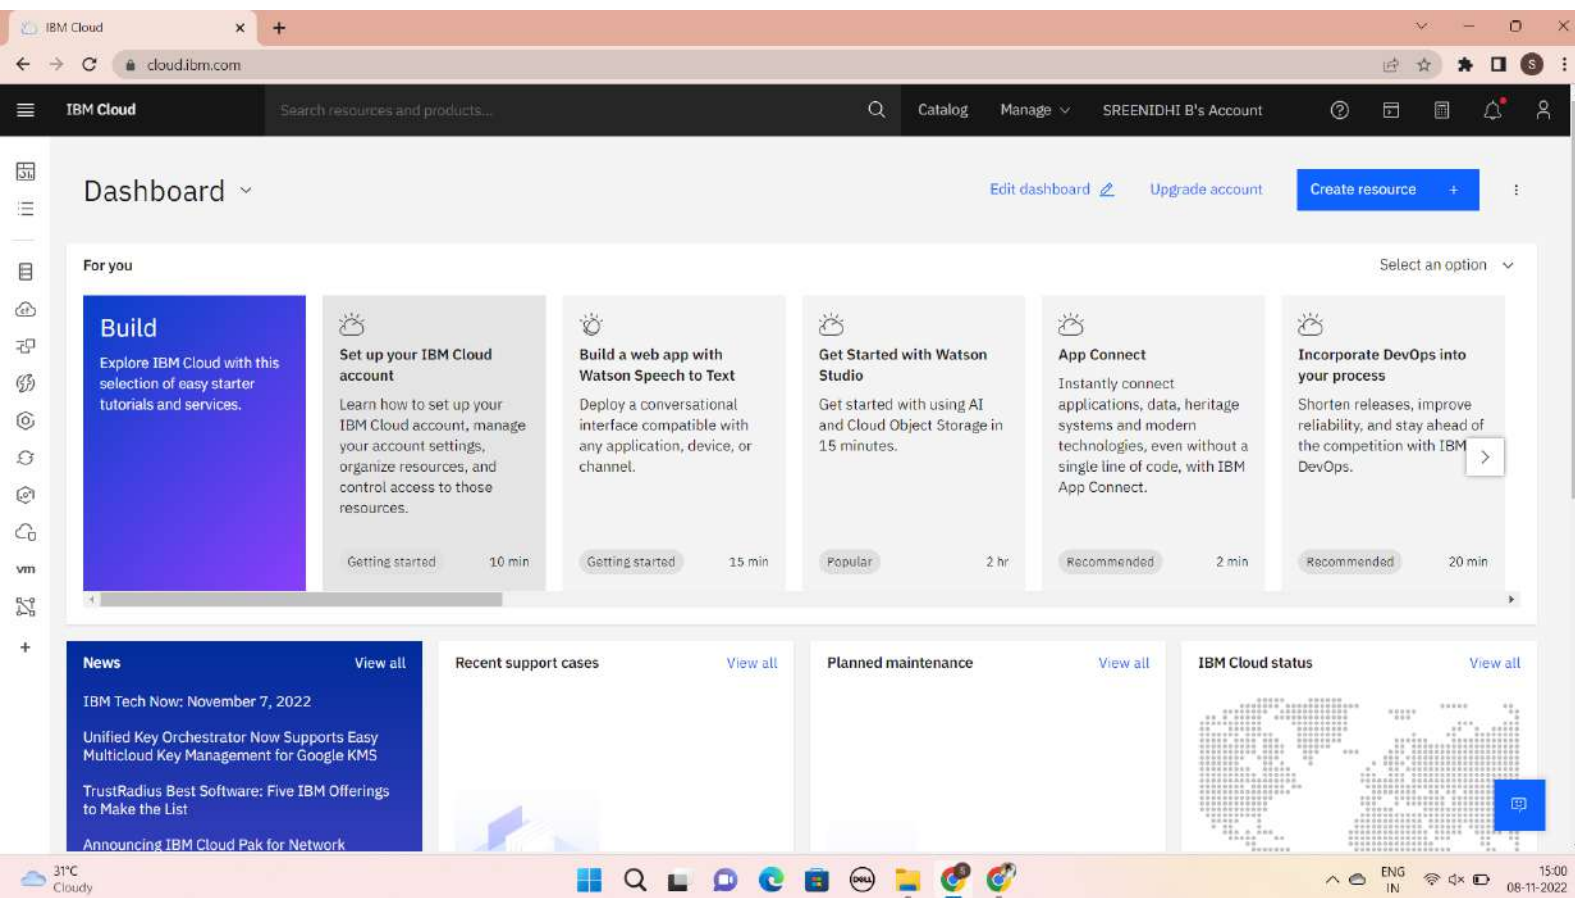 IBM Cloud
cloud.ibm.com
S
IBM Cloud
Search resources and products...
Catalog
Manage
SREENIDHI B's Account
Dashboard
Edit dashboard
Upgrade account
Create resource +
For you
Select an option
Build
Explore IBM Cloud with this
selection of easy starter
tutorials and services.
Set up your IBM Cloud
account
Learn how to set up your
IBM Cloud account, manage
your account settings,
organize resources, and
control access to those
resources.
Getting started
10 min
Build a web app with
Watson Speech to Text
Deploy a conversational
interface compatible with
any application, device, or
channel.
Getting started
15 min
Get Started with Watson
Studio
Get started with using AI
and Cloud Object Storage in
15 minutes.
Popular
2 hr
App Connect
Instantly connect
applications, data, heritage
systems and modern
technologies, even without a
single line of code, with IBM
App Connect.
Recommended
2 min
Incorporate DevOps into
your process
Shorten releases, improve
reliability, and stay ahead of
the competition with IBM
DevOps.
Recommended
20 min
vm
News
View all
IBM Tech Now: November 7, 2022
Unified Key Orchestrator Now Supports Easy
Multicloud Key Management for Google KMS
TrustRadius Best Software: Five IBM Offerings
to Make the List
Announcing IBM Cloud Pak for Network
Recent support cases
View all
Planned maintenance
View all
IBM Cloud status
View all
31°C
Cloudy
DELL
ENG
IN
15:00
08-11-2022